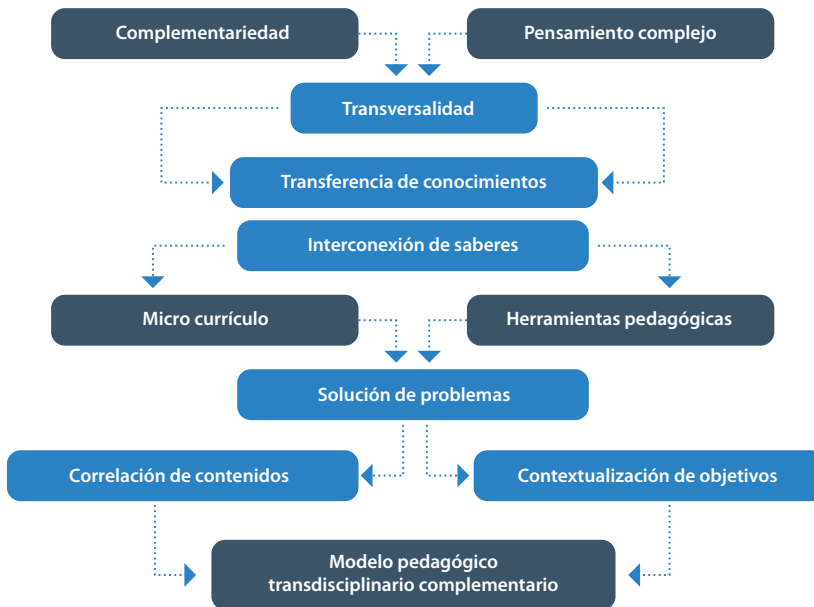 Complementariedad
Pensamiento complejo
Transversalidad
Transferencia de conocimientos
Interconexión de saberes
Micro currículo
Herramientas pedagógicas
Solución de problemas
Correlación de contenidos
Contextualización de objetivos
Modelo pedagógico
transdisciplinario complementario